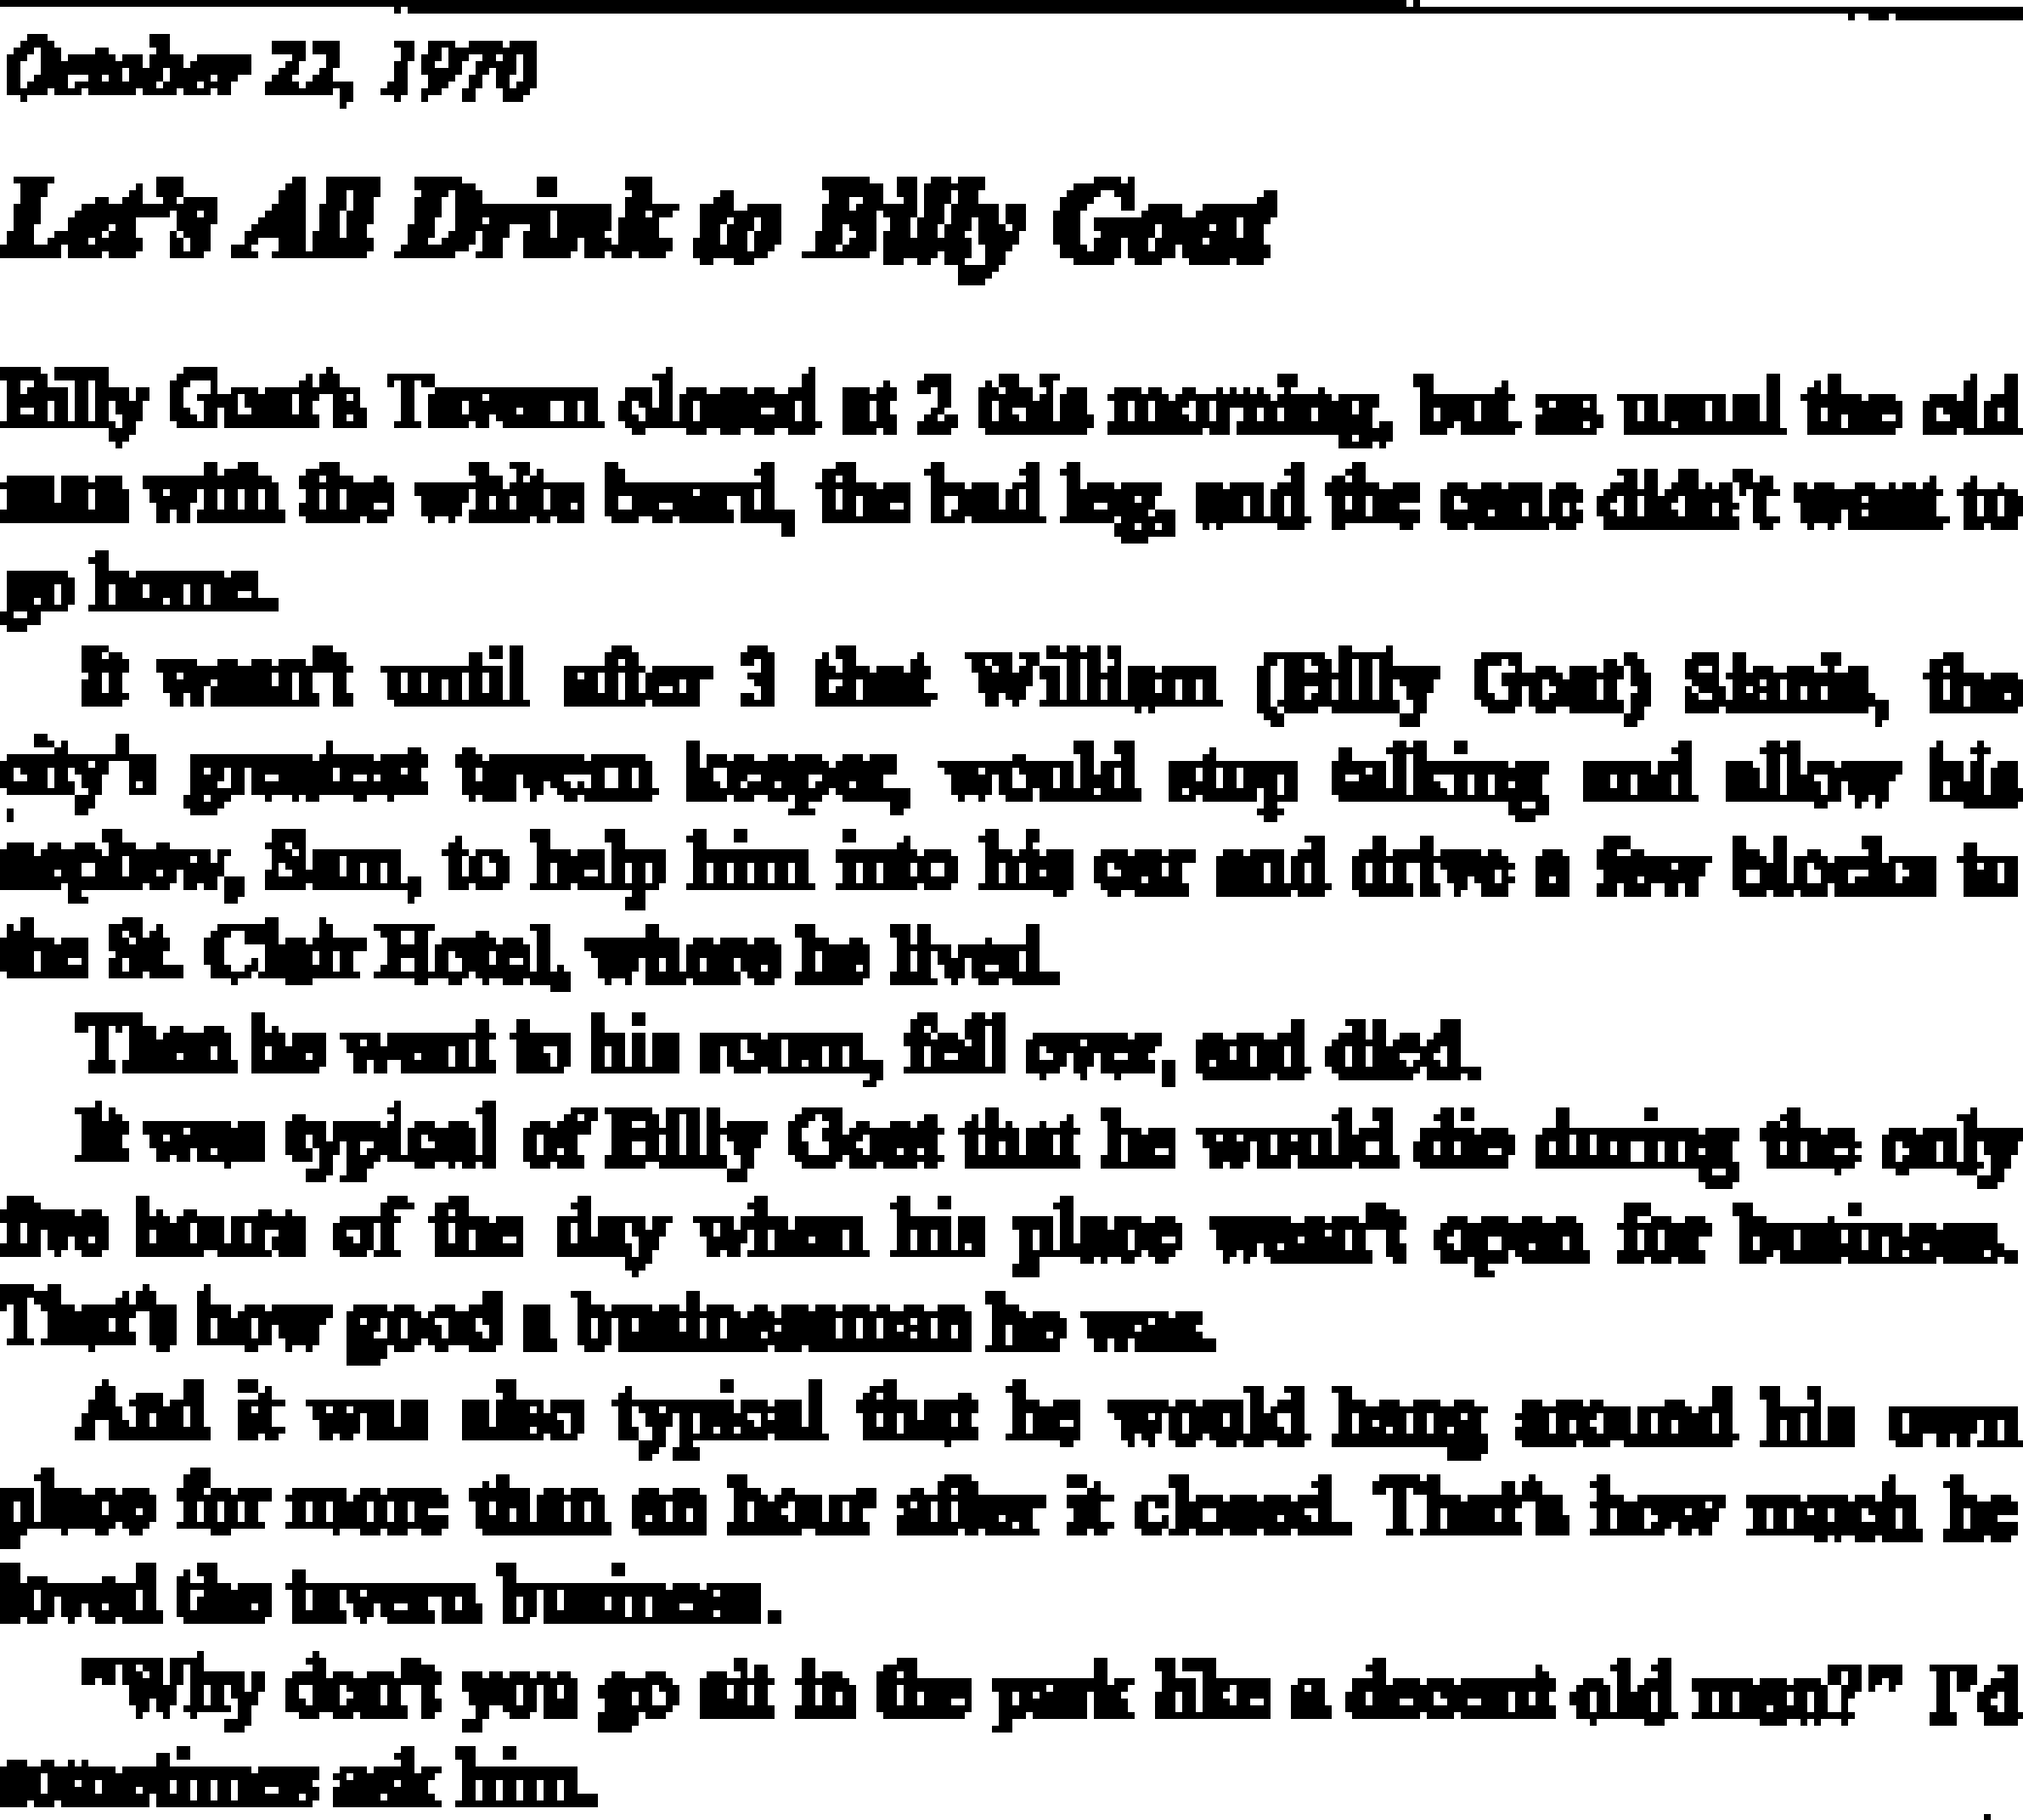 October 22, 1970
Let's All Drink to Billy Goat
Billy Goat's Tavern closed at 2 this morning, but as usual the old
man with the white beard, the bad leg, and the cane didn't want to
go home.
It wasn't until after 3 that William (Billy Goat) Sianis, the
city's greatest tavern keeper, would stop talking and allow his
nephew, Sam, to help him into his car and drive a few blocks to
the St. Clair Hotel, where he lived.
Then he went to his room, fell over, and died.
It was typical of Billy Goat that he would die during the only
five hours of the day when his place wasn't open for business.
That's how good a businessman he was.
And it was also typical that he would hang around his own
place for more than an hour after it closed. That's how much he
loved the tavern business.
"Why don't you go sit in the park like a decent old man?" I'd
sometimes ask him.